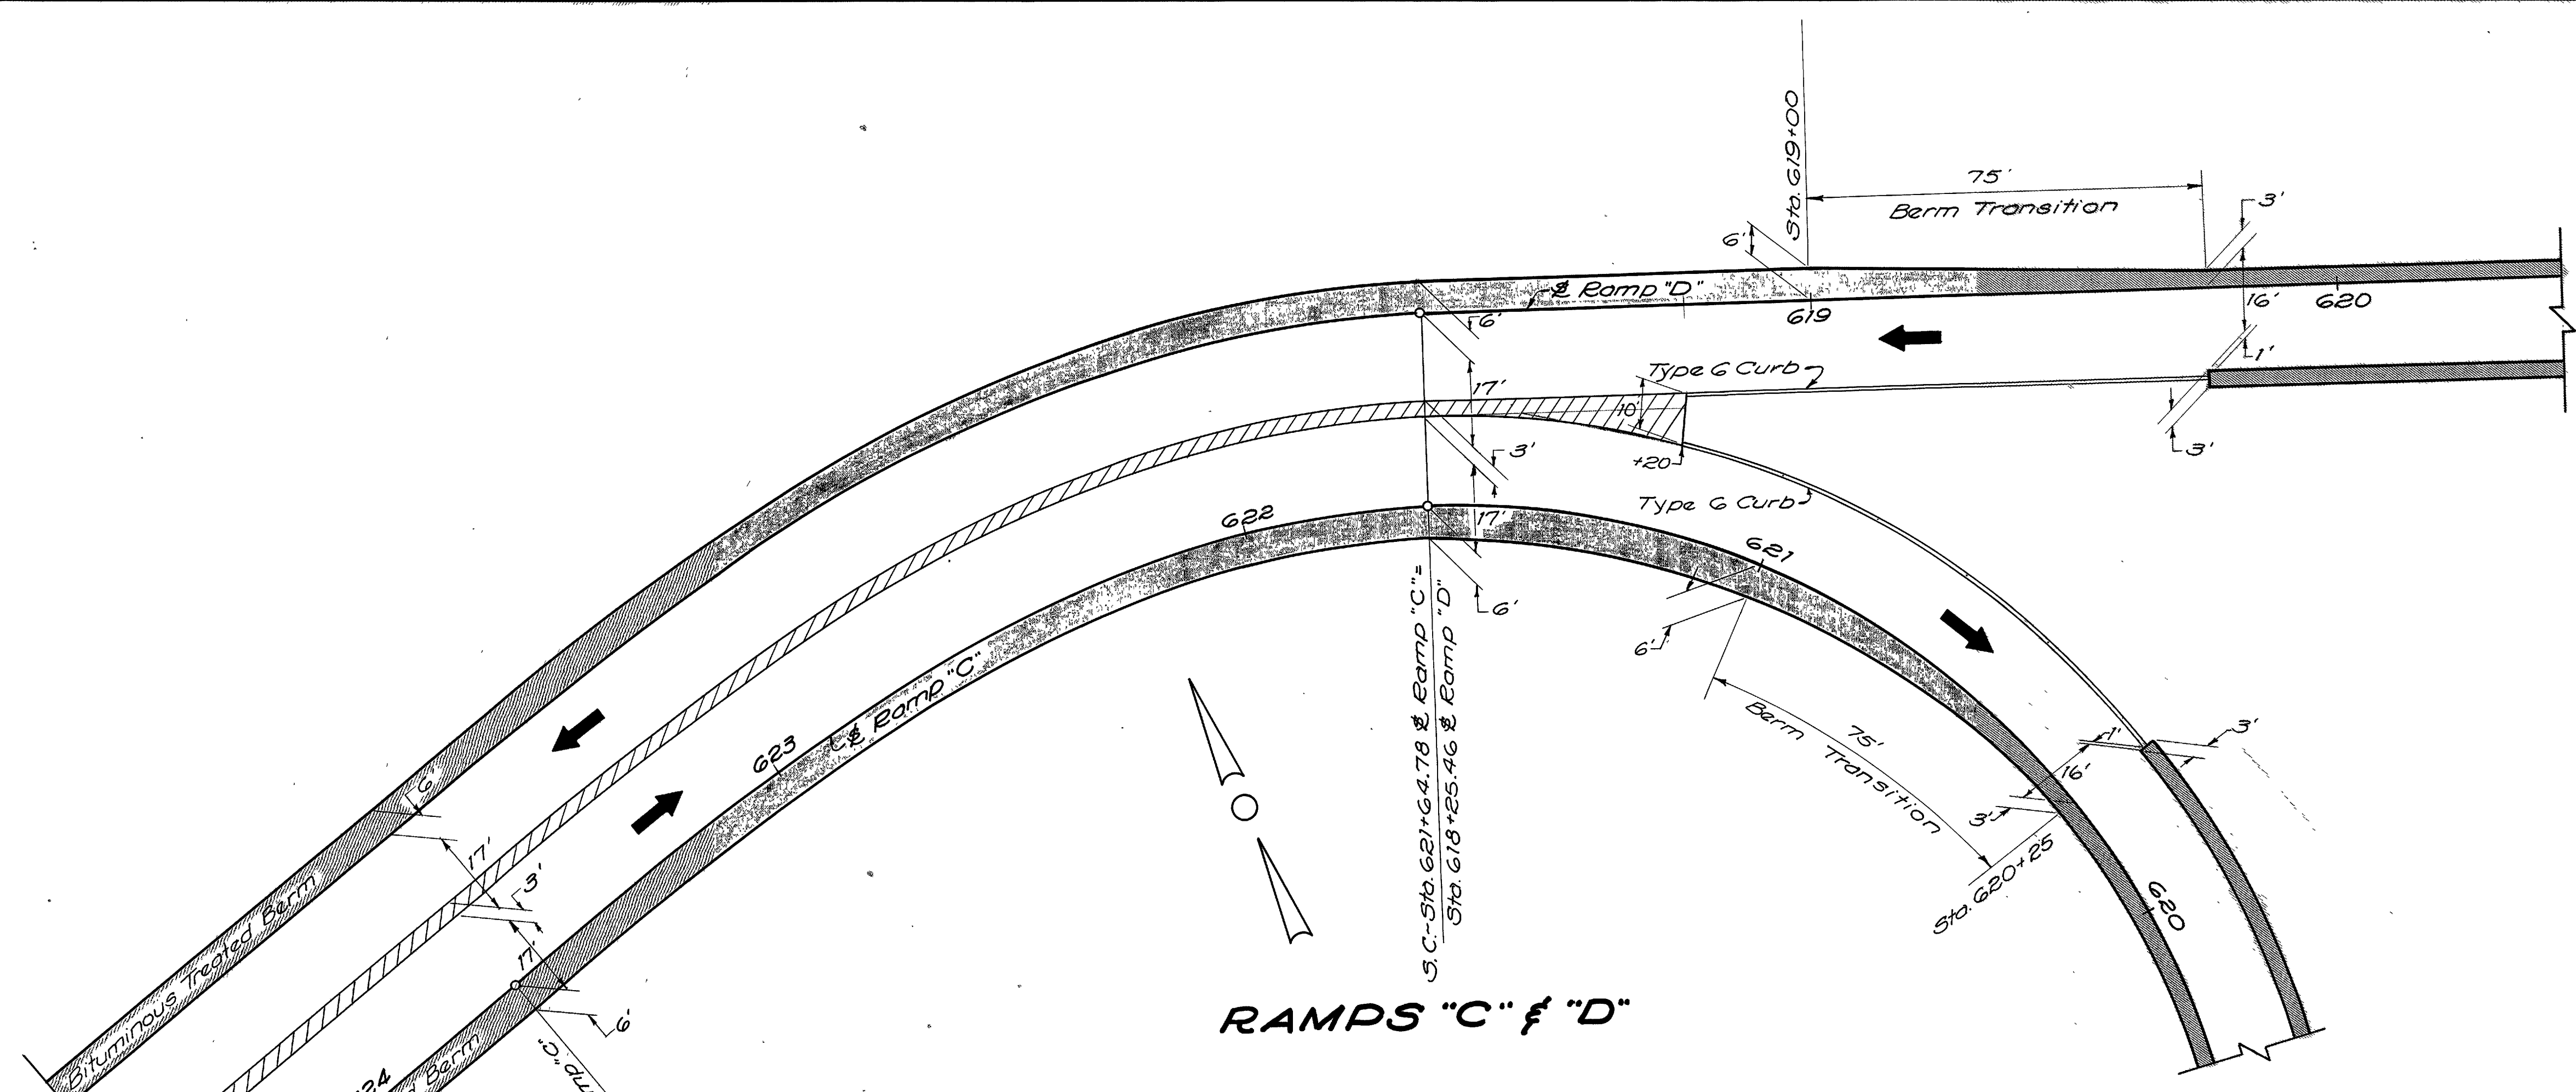 Sta. 619+00
75'
Berm Transition
3'
6'
℄ Ramp "D"
619
16'
620
1'
6'
Type 6 Curb
17'
10'
3'
+20
3'
Type 6 Curb
622
17'
621
6'
6'
S.C.-Sta. 621+64.78 ℄ Ramp "C"=
Sta. 618+25.46 ℄ Ramp "D"
75'
Berm Transition
1'
3'
16'
3'
Sta. 620+25
620
℄ Ramp "C"
623
6'
17'
3'
17'
6'
Bituminous Treated Berm
Berm
RAMPS "C" & "D"